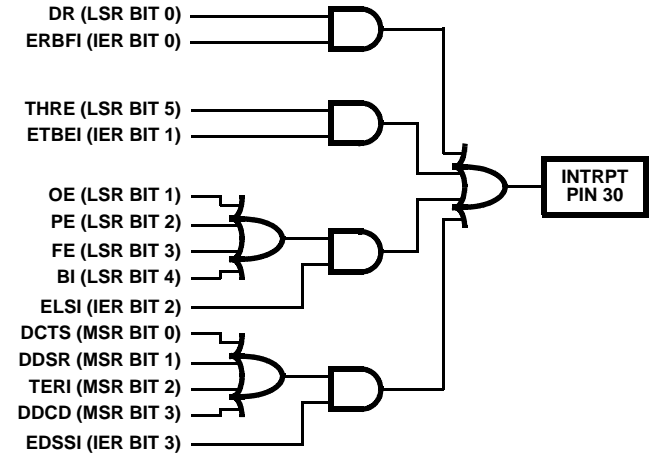 DR (LSR BIT 0)
ERBFI (IER BIT 0)
THRE (LSR BIT 5)
ETBEI (IER BIT 1)
OE (LSR BIT 1)
PE (LSR BIT 2)
FE (LSR BIT 3)
BI (LSR BIT 4)
ELSI (IER BIT 2)
DCTS (MSR BIT 0)
DDSR (MSR BIT 1)
TERI (MSR BIT 2)
DDCD (MSR BIT 3)
EDSSI (IER BIT 3)
INTRPT
PIN 30